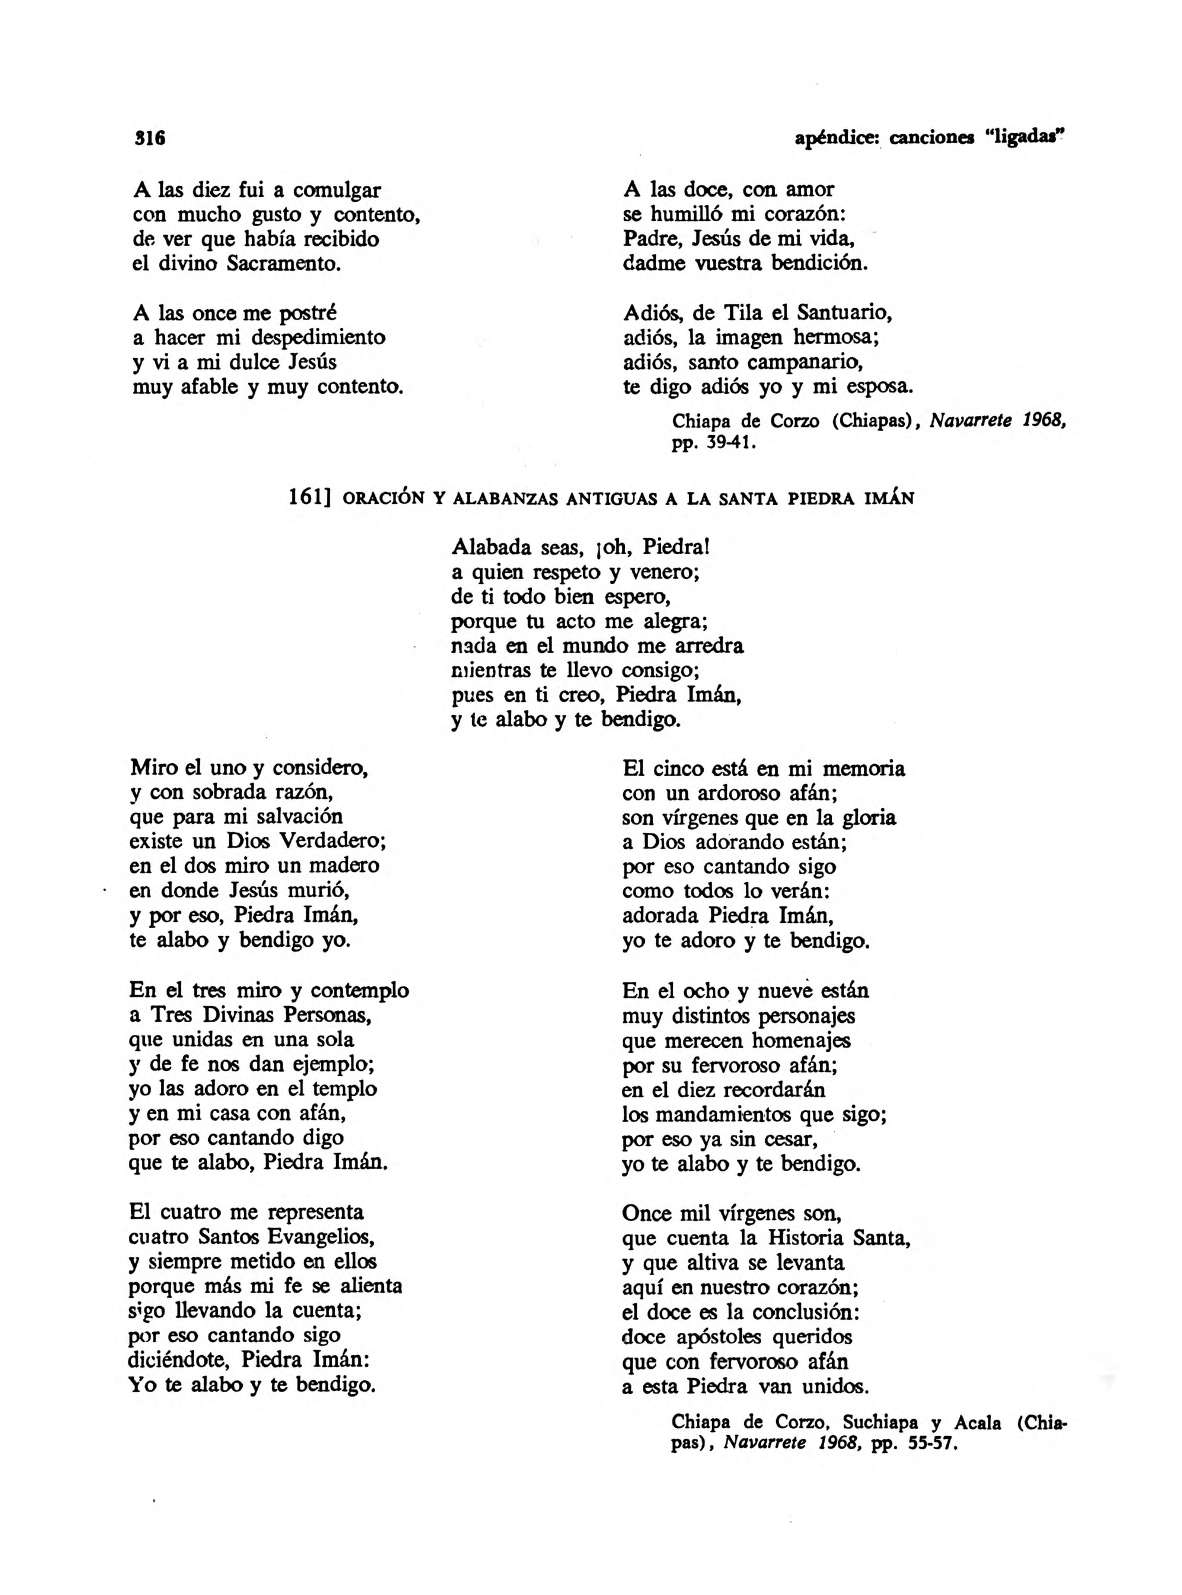 316
apéndice: canciones "ligadas"
A las diez fui a comulgar
con mucho gusto y contento,
de ver que había recibido
el divino Sacramento.
A las once me postré
a hacer mi despedimiento
y vi a mi dulce Jesús
muy afable y muy contento.
A las doce, con amor
se humilló mi corazón:
Padre, Jesús de mi vida,
dadme vuestra bendición.
Adiós, de Tila el Santuario,
adiós, la imagen hermosa;
adiós, santo campanario,
te digo adiós yo y mi esposa.
Chiapa de Corzo (Chiapas), Navarrete 1968,
pp. 39-41.
161] ORACIÓN Y ALABANZAS ANTIGUAS A LA SANTA PIEDRA IMÁN
Alabada seas, ¡oh, Piedra!
a quien respeto y venero;
de ti todo bien espero,
porque tu acto me alegra;
nada en el mundo me arredra
mientras te llevo consigo;
pues en ti creo, Piedra Imán,
y te alabo y te bendigo.
Miro el uno y considero,
y con sobrada razón,
que para mi salvación
existe un Dios Verdadero;
en el dos miro un madero
en donde Jesús murió,
y por eso, Piedra Imán,
te alabo y bendigo yo.
En el tres miro y contemplo
a Tres Divinas Personas,
que unidas en una sola
y de fe nos dan ejemplo;
yo las adoro en el templo
y en mi casa con afán,
por eso cantando digo
que te alabo, Piedra Imán.
El cuatro me representa
cuatro Santos Evangelios,
y siempre metido en ellos
porque más mi fe se alienta
sigo llevando la cuenta;
por eso cantando sigo
diciéndote, Piedra Imán:
Yo te alabo y te bendigo.
El cinco está en mi memoria
con un ardoroso afán;
son vírgenes que en la gloria
a Dios adorando están;
por eso cantando sigo
como todos lo verán:
adorada Piedra Imán,
yo te adoro y te bendigo.
En el ocho y nueve están
muy distintos personajes
que merecen homenajes
por su fervoroso afán;
en el diez recordarán
los mandamientos que sigo;
por eso ya sin cesar,
yo te alabo y te bendigo.
Once mil vírgenes son,
que cuenta la Historia Santa,
y que altiva se levanta
aquí en nuestro corazón;
el doce es la conclusión:
doce apóstoles queridos
que con fervoroso afán
a esta Piedra van unidos.
Chiapa de Corzo, Suchiapa y Acala (Chia-
pas), Navarrete 1968, pp. 55-57.